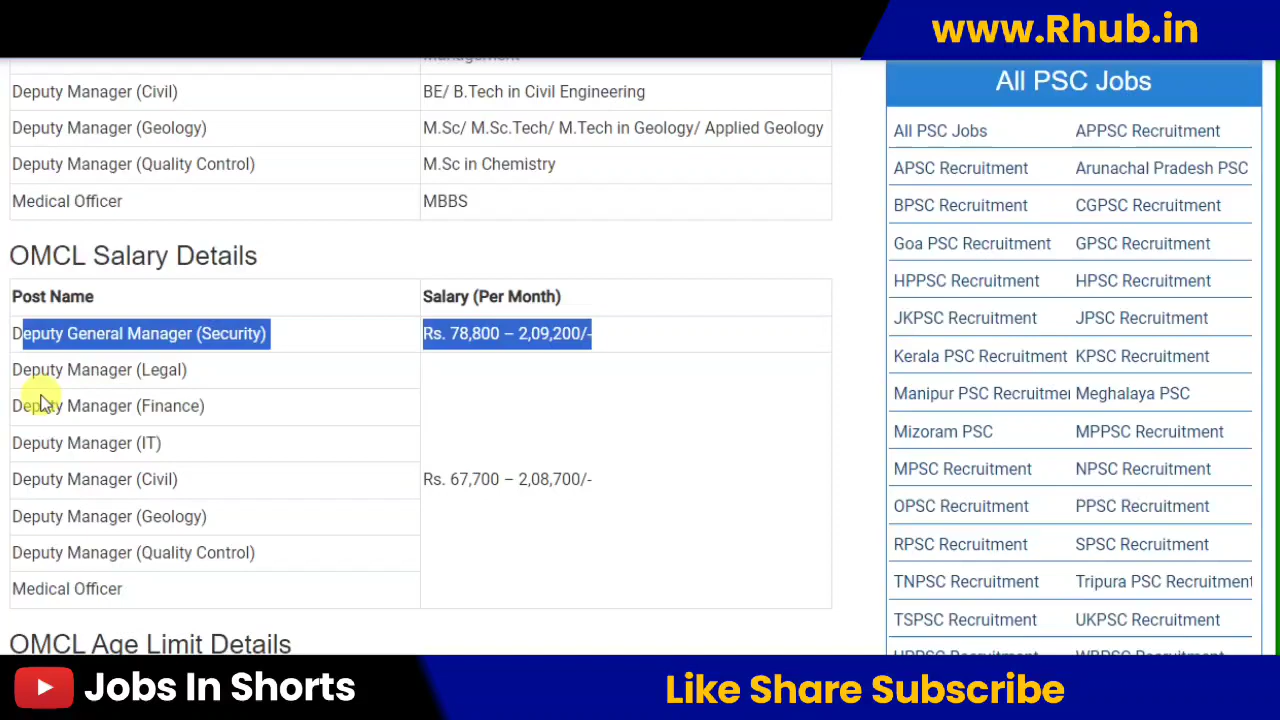 www.Rhub.in
Management
Deputy Manager (Civil) BE/ B.Tech in Civil Engineering
Deputy Manager (Geology) M.Sc/ M.Sc.Tech/ M.Tech in Geology/ Applied Geology
Deputy Manager (Quality Control) M.Sc in Chemistry
Medical Officer MBBS
OMCL Salary Details
Post Name Salary (Per Month)
Deputy General Manager (Security) Rs. 78,800 – 2,09,200/-
Deputy Manager (Legal)
Deputy Manager (Finance)
Deputy Manager (IT)
Deputy Manager (Civil) Rs. 67,700 – 2,08,700/-
Deputy Manager (Geology)
Deputy Manager (Quality Control)
Medical Officer
OMCL Age Limit Details
All PSC Jobs
All PSC Jobs APPSC Recruitment
APSC Recruitment Arunachal Pradesh PSC
BPSC Recruitment CGPSC Recruitment
Goa PSC Recruitment GPSC Recruitment
HPPSC Recruitment HPSC Recruitment
JKPSC Recruitment JPSC Recruitment
Kerala PSC Recruitment KPSC Recruitment
Manipur PSC Recruitmen Meghalaya PSC
Mizoram PSC MPPSC Recruitment
MPSC Recruitment NPSC Recruitment
OPSC Recruitment PPSC Recruitment
RPSC Recruitment SPSC Recruitment
TNPSC Recruitment Tripura PSC Recruitment
TSPSC Recruitment UKPSC Recruitment
Jobs In Shorts
Like Share Subscribe